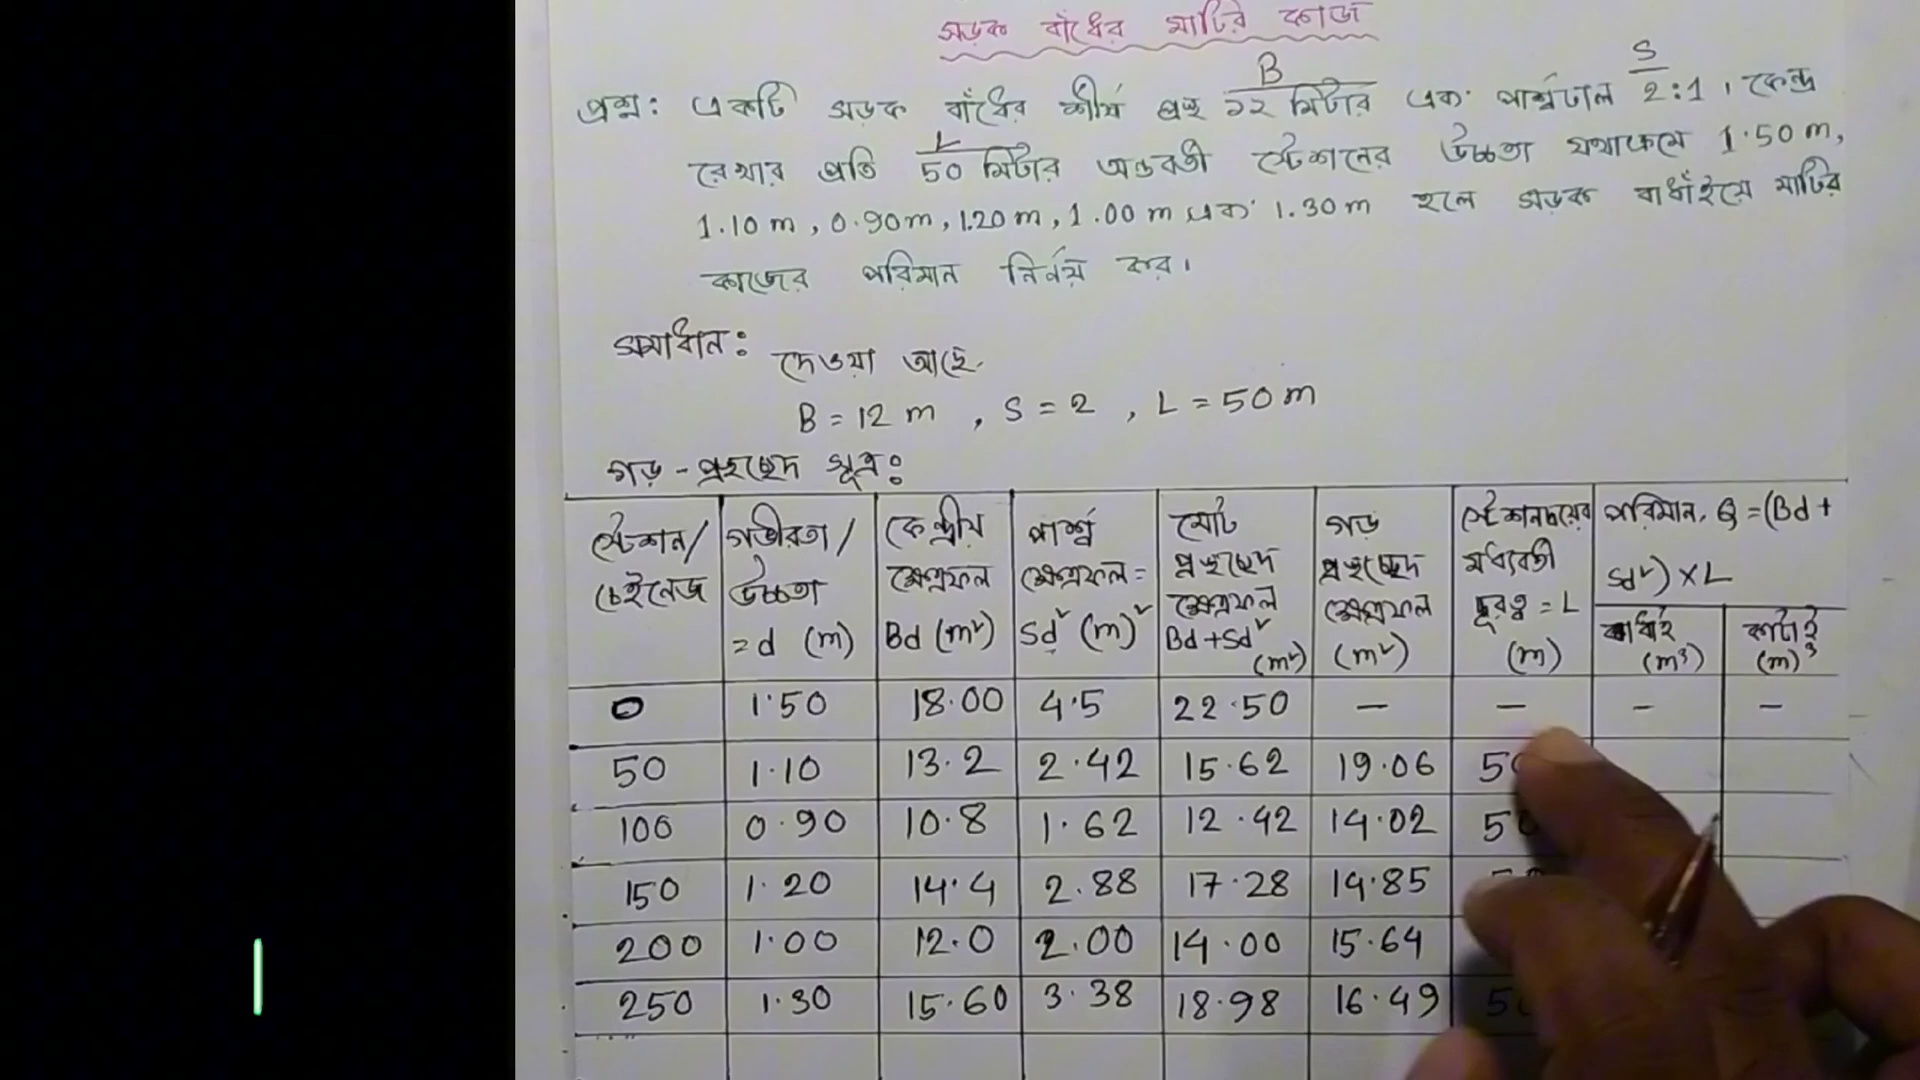 সড়ক বাঁধের মাটির কাজ
প্রশ্ন: একটি সড়ক বাঁধের শীর্ষ প্রস্থ ১২ মিটার এবং পার্শ্বঢাল 2:1, কেন্দ্র
B
S
রেখার প্রতি 50 মিটার অন্তবর্তী স্টেশনের উচ্চতা যথাক্রমে 1.50 m,
L
1.10 m, 0.90 m, 1.20 m, 1.00 m এবং 1.30 m হলে সড়ক বাধাঁইয়ে মাটির
কাজের পরিমান নির্নয় কর।
সমাধান:
দেওয়া আছে,
B = 12 m , S = 2 , L = 50 m
গড় - প্রস্থচ্ছেদ সূত্র:
স্টেশন/ চেইনেজ | গভীরতা/ উচ্চতা = d (m) | কেন্দ্রীয় ক্ষেত্রফল Bd (m²) | পার্শ্ব ক্ষেত্রফল = Sd² (m)² | মোট প্রস্থচ্ছেদ ক্ষেত্রফল Bd + Sd² (m²) | গড় প্রস্থচ্ছেদ ক্ষেত্রফল (m²) | স্টেশনদ্বয়ের মধ্যবর্তী দূরত্ব = L (m) | পরিমান, Q = (Bd + Sd²) × L
বাধাঁই (m³) | কাটাই (m)³
0 | 1.50 | 18.00 | 4.5 | 22.50 | — | — | — | —
50 | 1.10 | 13.2 | 2.42 | 15.62 | 19.06 | 50
100 | 0.90 | 10.8 | 1.62 | 12.42 | 14.02 | 50
150 | 1.20 | 14.4 | 2.88 | 17.28 | 14.85 | 50
200 | 1.00 | 12.0 | 2.00 | 14.00 | 15.64
250 | 1.30 | 15.60 | 3.38 | 18.98 | 16.49 | 50